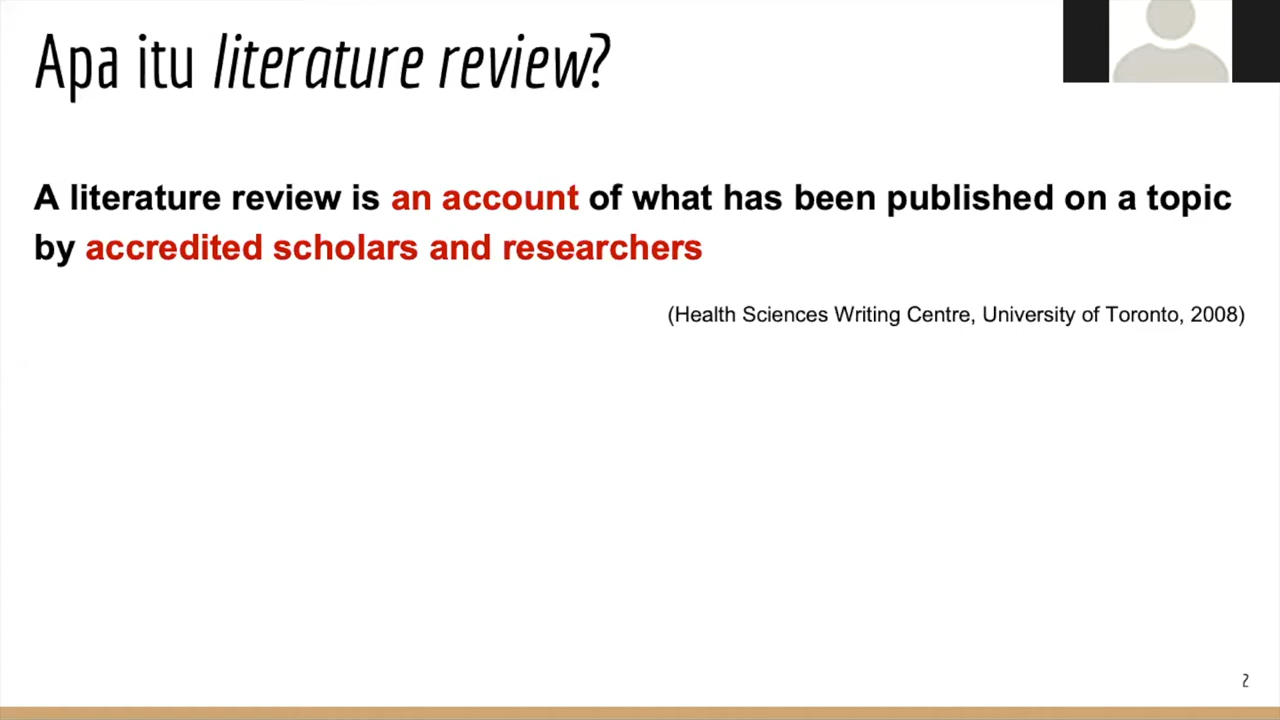 Apa itu literature review?
A literature review is an account of what has been published on a topic
by accredited scholars and researchers
(Health Sciences Writing Centre, University of Toronto, 2008)
2